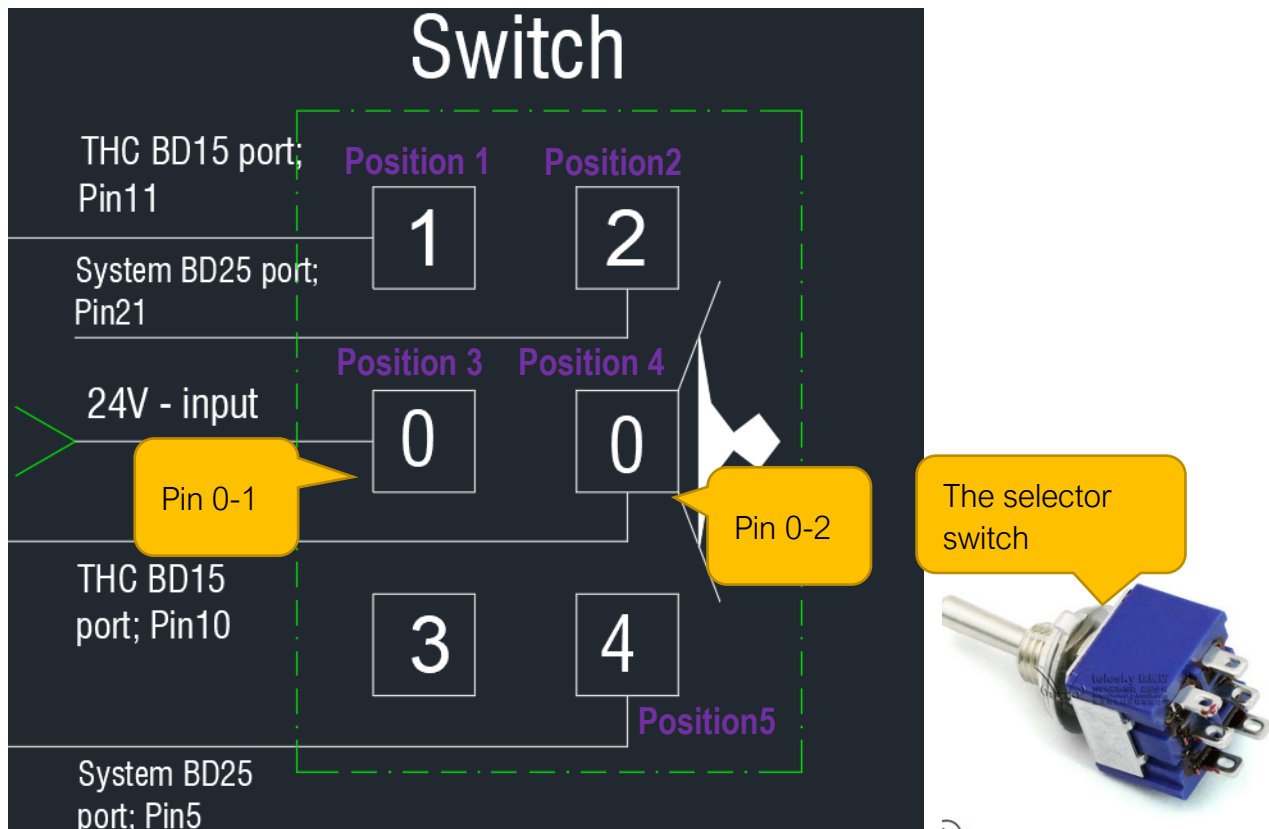 Switch
THC BD15 port;
Pin11
Position 1
Position2
1
2
System BD25 port;
Pin21
Position 3
Position 4
24V - input
0
0
Pin 0-1
Pin 0-2
The selector
switch
THC BD15
port; Pin10
3
4
Position5
System BD25
port; Pin5